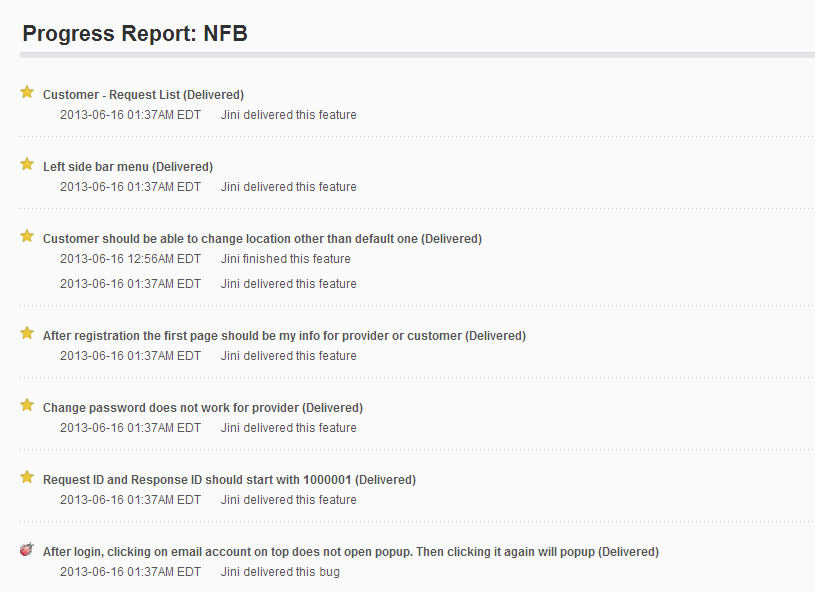 Progress Report: NFB
Customer - Request List (Delivered)
2013-06-16 01:37AM EDT Jini delivered this feature
Left side bar menu (Delivered)
2013-06-16 01:37AM EDT Jini delivered this feature
Customer should be able to change location other than default one (Delivered)
2013-06-16 12:56AM EDT Jini finished this feature
2013-06-16 01:37AM EDT Jini delivered this feature
After registration the first page should be my info for provider or customer (Delivered)
2013-06-16 01:37AM EDT Jini delivered this feature
Change password does not work for provider (Delivered)
2013-06-16 01:37AM EDT Jini delivered this feature
Request ID and Response ID should start with 1000001 (Delivered)
2013-06-16 01:37AM EDT Jini delivered this feature
After login, clicking on email account on top does not open popup. Then clicking it again will popup (Delivered)
2013-06-16 01:37AM EDT Jini delivered this bug